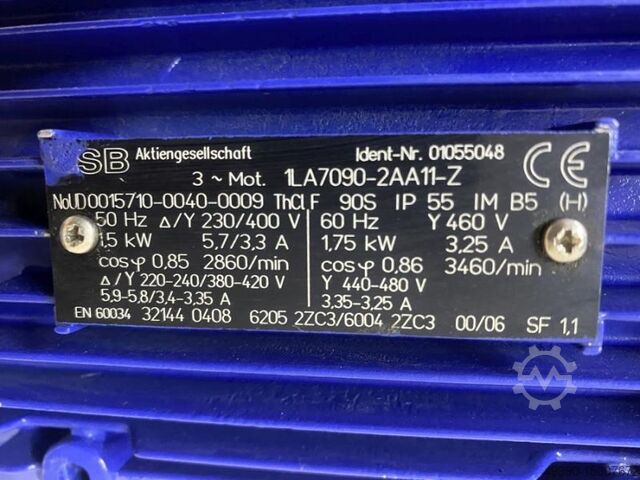 SB Aktiengesellschaft Ident-Nr. 01055048 CE
3 ~ Mot. 1LA7090-2AA11-Z
No UD 0015710-0040-0009 ThCl.F 90S IP 55 IM B5 (H)
50 Hz Δ/Y 230/400 V 60 Hz Y 460 V
1,5 kW 5,7/3,3 A 1,75 kW 3,25 A
cosφ 0,85 2860/min cosφ 0,86 3460/min
Δ/Y 220-240/380-420 V Y 440-480 V
5,9-5,8/3,4-3,35 A 3,35-3,25 A
EN 60034 32144 0408 6205 2ZC3/6004 2ZC3 00/06 SF 1,1